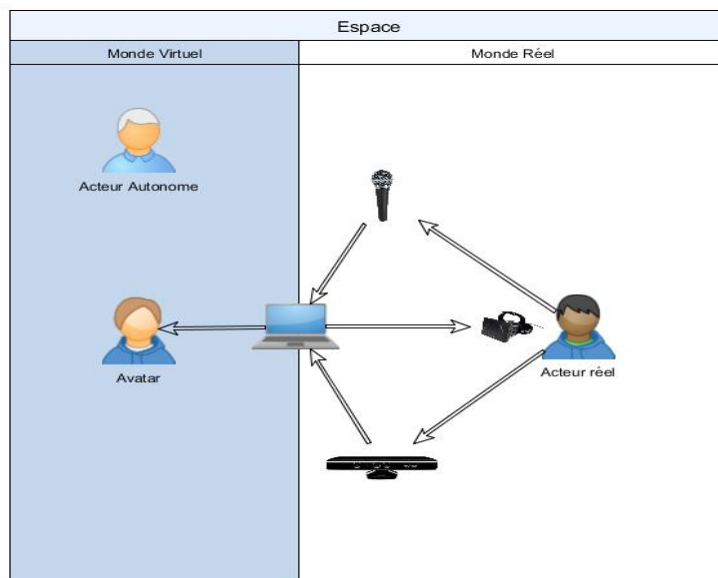 Espace
Monde Virtuel
Monde Réel
Acteur Autonome
Avatar
Acteur réel